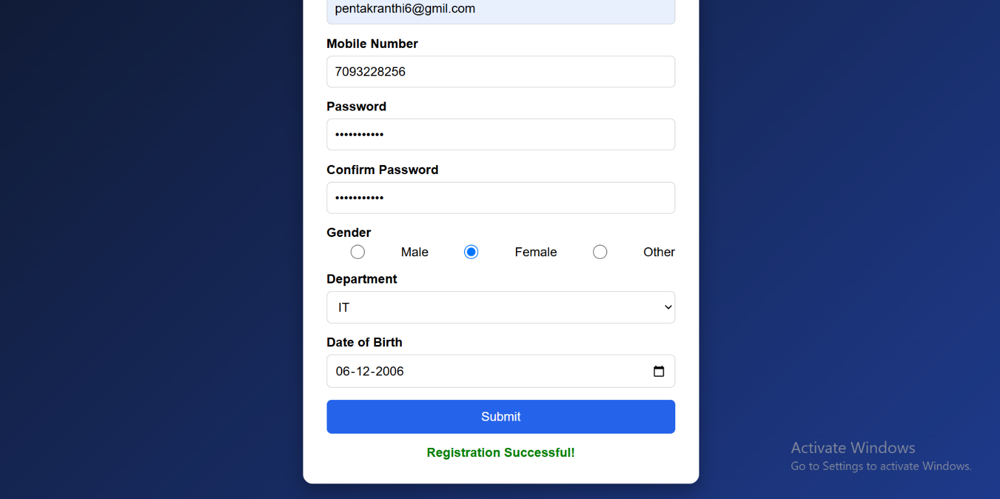 pentakranthi6@gmil.com
Mobile Number
7093228256
Password
•••••••••••
Confirm Password
•••••••••••
Gender
Male Female Other
Department
IT
Date of Birth
06-12-2006
Submit
Registration Successful!
Activate Windows
Go to Settings to activate Windows.